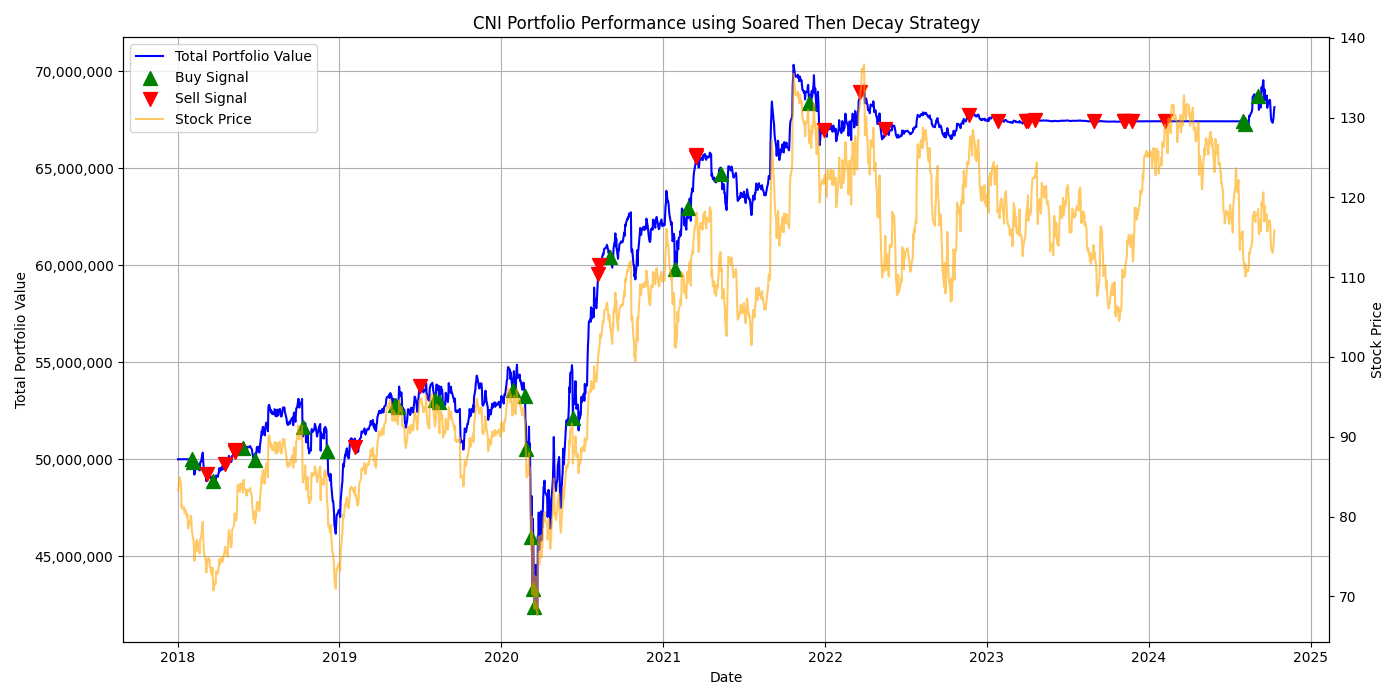 CNI Portfolio Performance using Soared Then Decay Strategy
Total Portfolio Value
Buy Signal
Sell Signal
Stock Price
70,000,000
65,000,000
60,000,000
55,000,000
50,000,000
45,000,000
Total Portfolio Value
140
130
120
110
100
90
80
70
Stock Price
2018
2019
2020
2021
2022
2023
2024
2025
Date